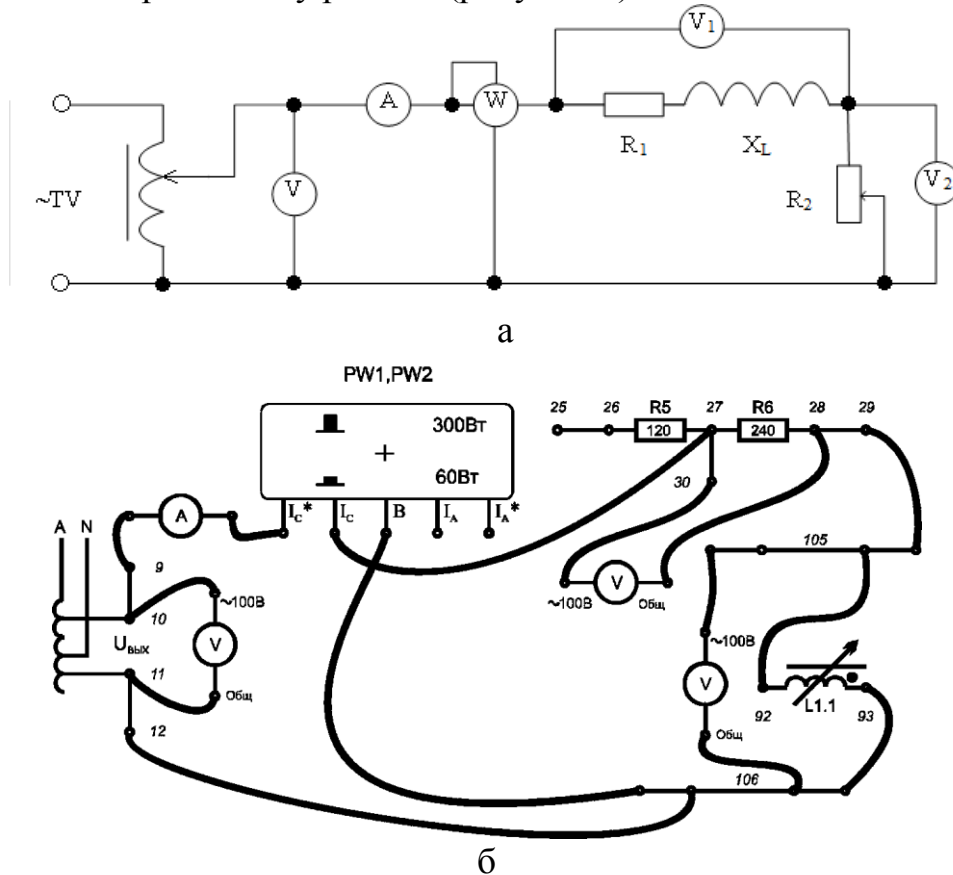 V1
A
W
V
R1
XL
~TV
R2
V2
а
PW1,PW2
300Вт
+
60Вт
IC* IC B IA IA*
25 26 R5 27 R6 28 29
120 240
30
A N
A
9
10
~100В
Uвых
V
11
Общ
12
~100В V Общ
105
~100В
V
92 L1.1 93
Общ
106
б